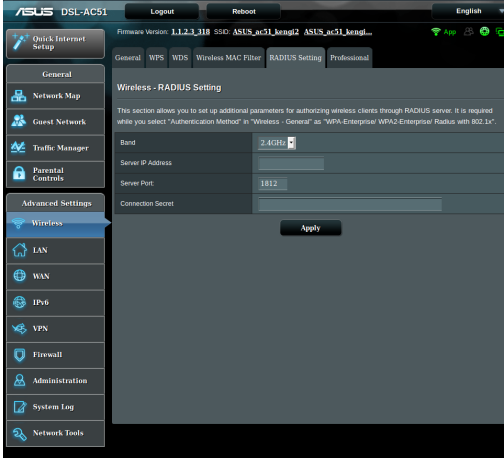 ASUS DSL-AC51 Logout Reboot English
Quick Internet Setup
Firmware Version: 1.1.2.3_318 SSID: ASUS_ac51_kengi2 ASUS_ac51_kengi... App
General WPS WDS Wireless MAC Filter RADIUS Setting Professional
General
Network Map
Guest Network
Traffic Manager
Parental Controls
Advanced Settings
Wireless
LAN
WAN
IPv6
VPN
Firewall
Administration
System Log
Network Tools
Wireless - RADIUS Setting
This section allows you to set up additional parameters for authorizing wireless clients through RADIUS server. It is required
while you select "Authentication Method" in "Wireless - General" as "WPA-Enterprise/ WPA2-Enterprise/ Radius with 802.1x".
Band 2.4GHz
Server IP Address
Server Port: 1812
Connection Secret
Apply